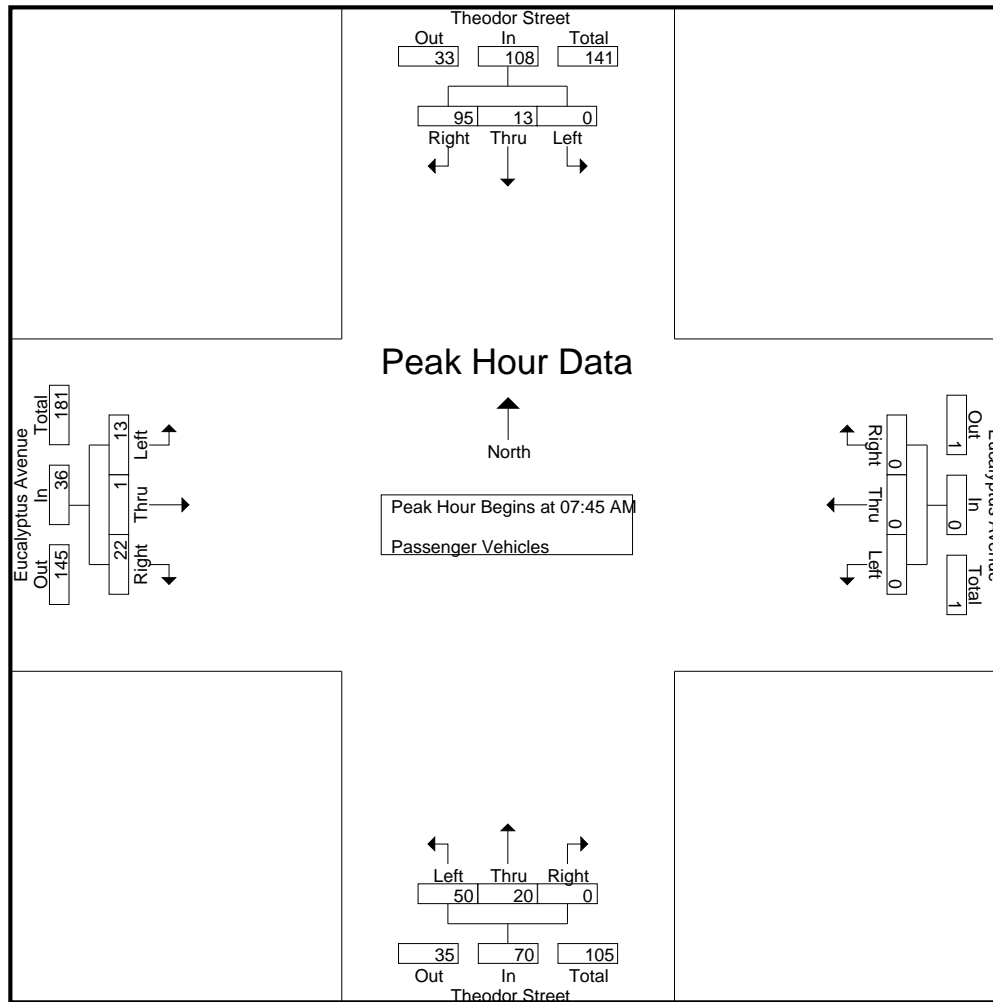 Theodor Street
Out In Total
33 108 141
95 13 0
Right Thru Left
Peak Hour Data
North
Peak Hour Begins at 07:45 AM
Passenger Vehicles
Eucalyptus Avenue
Out In Total
145 36 181
22 1 13
Right Thru Left
Eucalyptus Avenue
Out In Total
1 0 1
0 0 0
Right Thru Left
Left Thru Right
50 20 0
35 70 105
Out In Total
Theodor Street